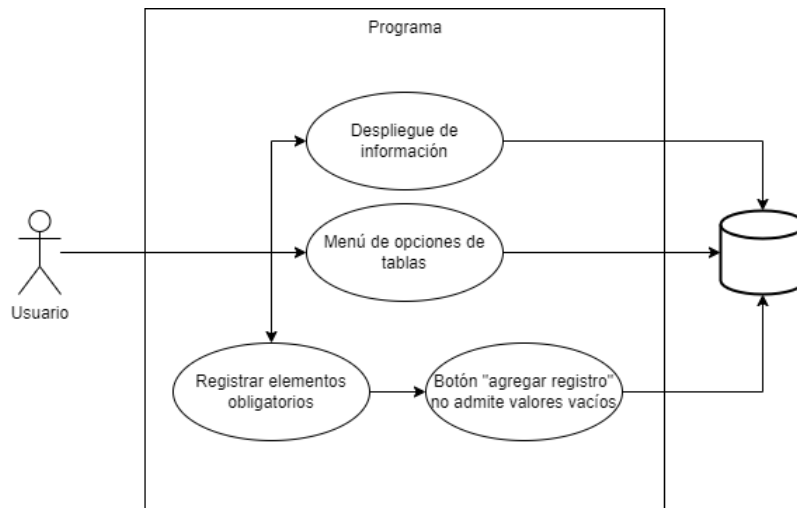 Programa
Despliegue de
información
Menú de opciones de
tablas
Usuario
Registrar elementos
obligatorios
Botón "agregar registro"
no admite valores vacíos